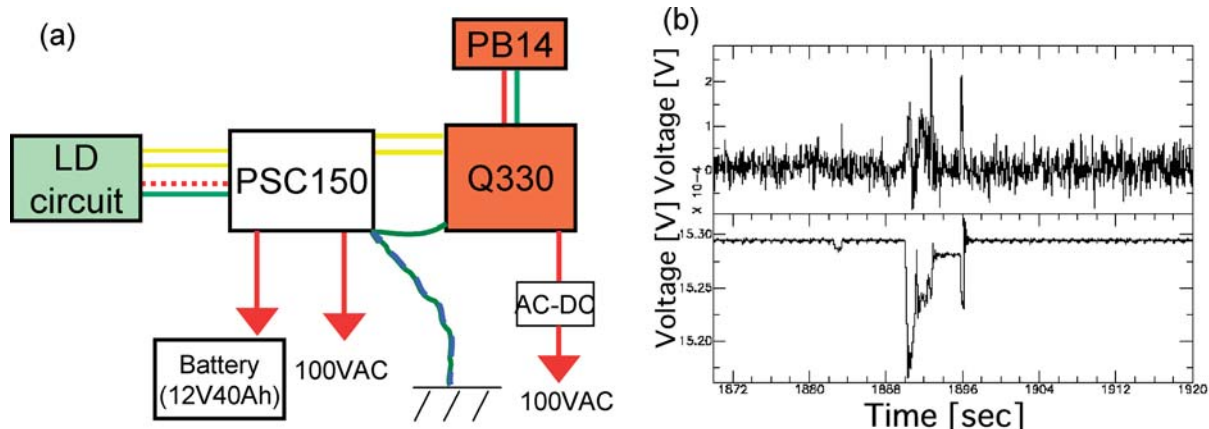 (a)
PB14
LD
circuit
PSC150
Q330
AC-DC
Battery
(12V40Ah)
100VAC
100VAC
(b)
Voltage [V]
Voltage [V]
2
1
0
× 10⁻⁴
15.30
15.25
15.20
1872 1880 1888 1896 1904 1912 1920
Time [sec]